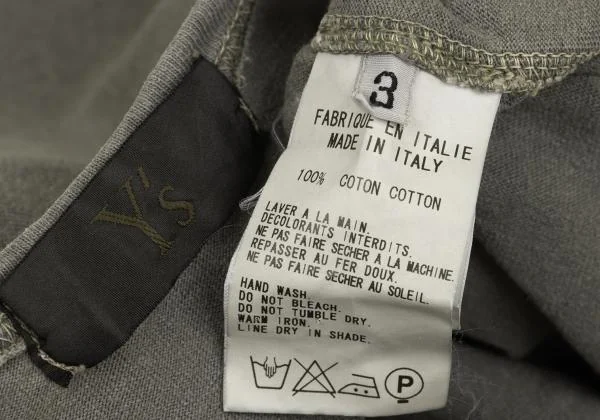 Y's
3
FABRIQUE EN ITALIE
MADE IN ITALY
100% COTON COTTON
LAVER A LA MAIN.
DECOLORANTS INTERDITS.
NE PAS FAIRE SECHER A LA MACHINE.
REPASSER AU FER DOUX.
NE PAS FAIRE SECHER AU SOLEIL.
HAND WASH.
DO NOT BLEACH.
DO NOT TUMBLE DRY.
WARM IRON.
LINE DRY IN SHADE.
P